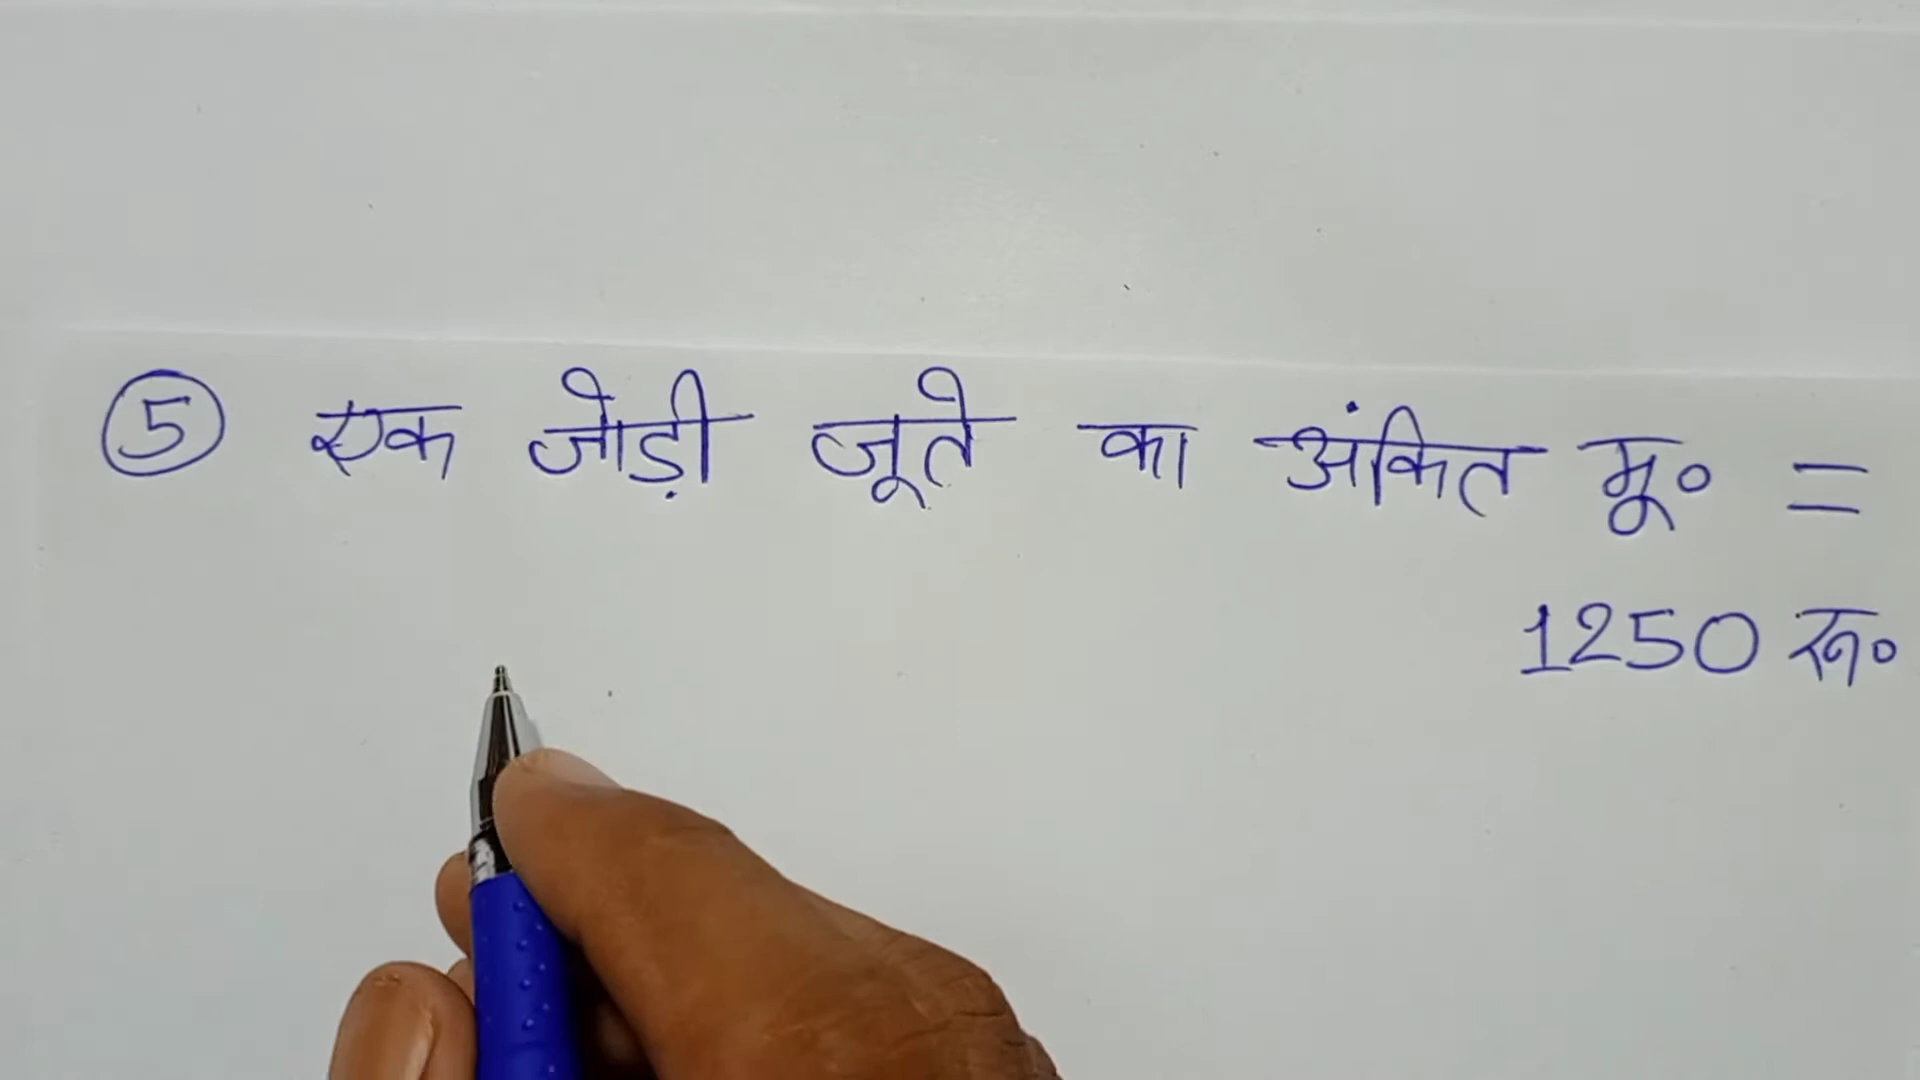 ⑤ एक जोड़ी जूते का अंकित मू० =
1250 रु०